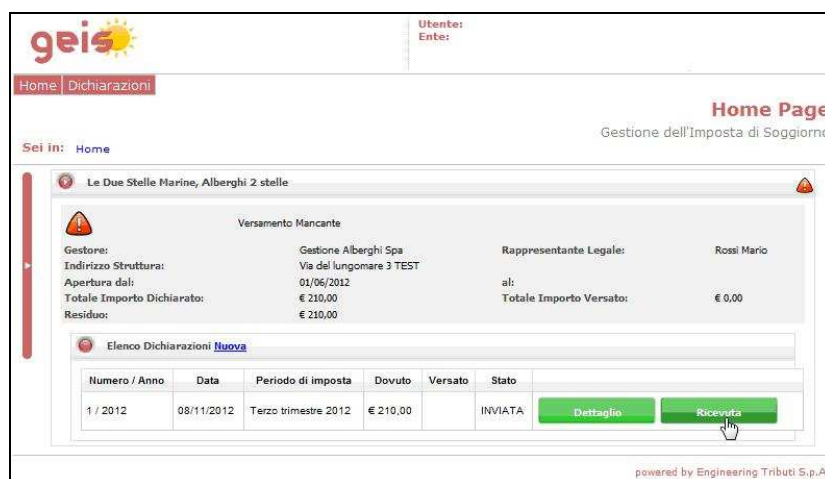 geis
Utente:
Ente:
Home Dichiarazioni
Home Page
Gestione dell'Imposta di Soggiorno
Sei in: Home
Le Due Stelle Marine, Alberghi 2 stelle
Versamento Mancante
Gestore: Gestione Alberghi Spa Rappresentante Legale: Rossi Mario
Indirizzo Struttura: Via del lungomare 3 TEST
Apertura dal: 01/06/2012 al:
Totale Importo Dichiarato: € 210,00 Totale Importo Versato: € 0,00
Residuo: € 210,00
Elenco Dichiarazioni Nuova
Numero / Anno Data Periodo di imposta Dovuto Versato Stato
1 / 2012 08/11/2012 Terzo trimestre 2012 € 210,00 INVIATA Dettaglio Ricevuta
powered by Engineering Tributi S.p.A